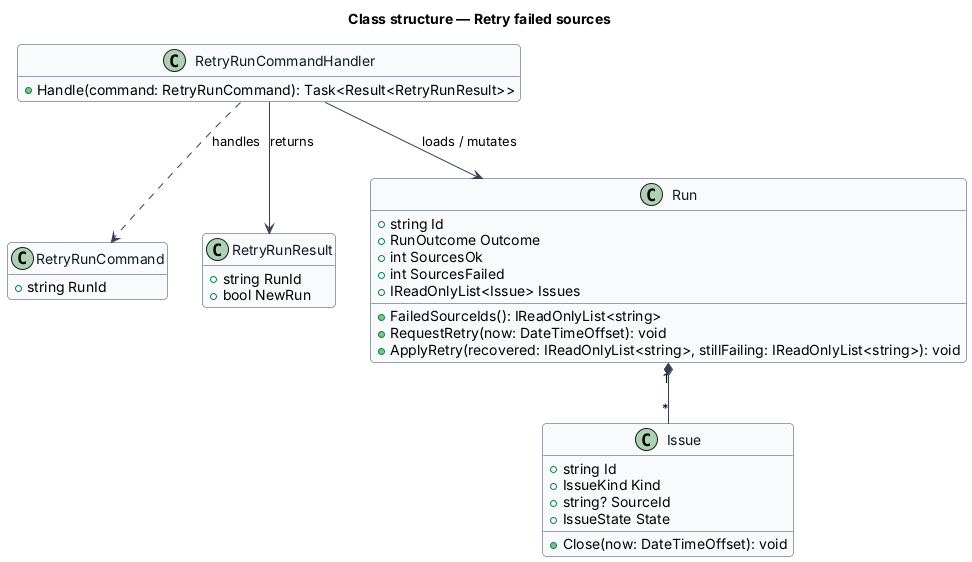 Class structure — Retry failed sources
C RetryRunCommandHandler
Handle(command: RetryRunCommand): Task<Result<RetryRunResult>>
handles
returns
loads / mutates
C RetryRunCommand
string RunId
C RetryRunResult
string RunId
bool NewRun
C Run
string Id
RunOutcome Outcome
int SourcesOk
int SourcesFailed
IReadOnlyList<Issue> Issues
FailedSourceIds(): IReadOnlyList<string>
RequestRetry(now: DateTimeOffset): void
ApplyRetry(recovered: IReadOnlyList<string>, stillFailing: IReadOnlyList<string>): void
1
*
C Issue
string Id
IssueKind Kind
string? SourceId
IssueState State
Close(now: DateTimeOffset): void